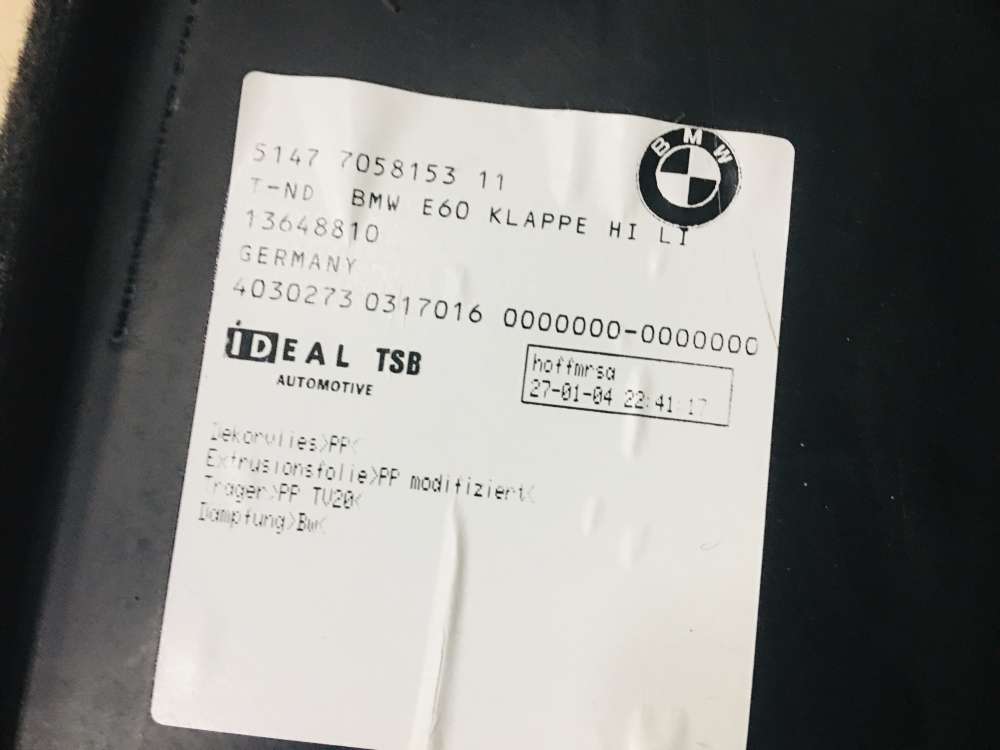 BMW
5147 7058153 11
T-ND BMW E60 KLAPPE HI LI
13648810
GERMANY
4030273 0317016 0000000-0000000
IDEAL TSB
AUTOMOTIVE
hoffmrsa
27-01-04 22:41:17
Dekorvlies>PP<
Extrusionsfolie>PP modifiziert<
Trager>PP TV20<
Dampfung>Bw<